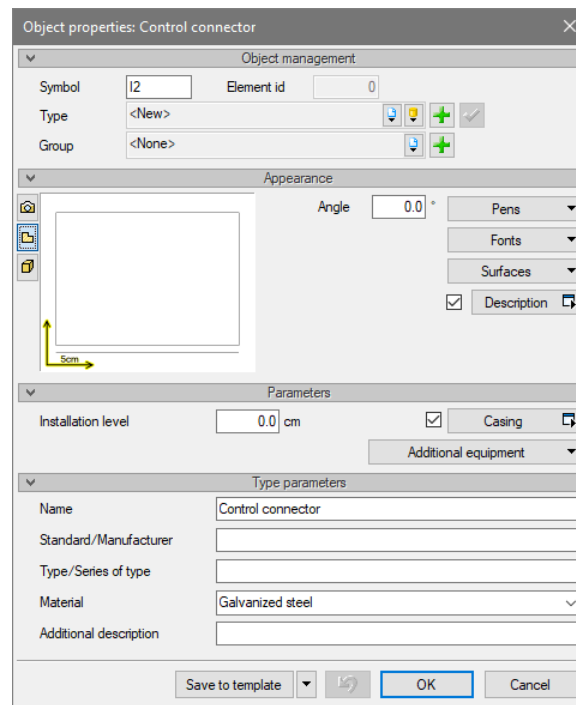 Object properties: Control connector
Object management
Symbol I2 Element id 0
Type <New>
Group <None>
Appearance
Angle 0.0 ° Pens
Fonts
Surfaces
Description
5cm
Parameters
Installation level 0.0 cm Casing
Additional equipment
Type parameters
Name Control connector
Standard/Manufacturer
Type/Series of type
Material Galvanized steel
Additional description
Save to template OK Cancel